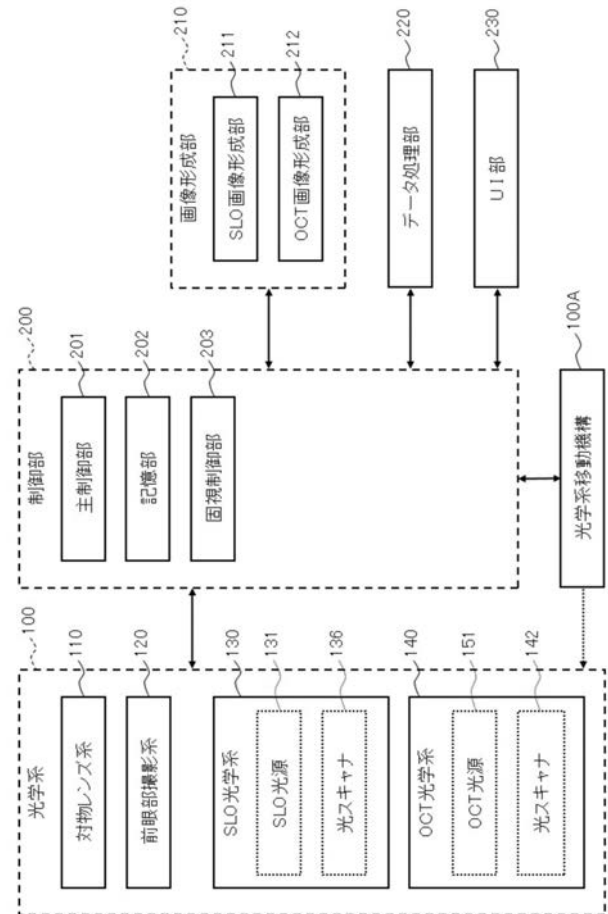 光学系
100
対物レンズ系
110
前眼部撮影系
120
SLO光学系
130
SLO光源
131
光スキャナ
136
OCT光学系
140
OCT光源
151
光スキャナ
142
制御部
200
主制御部
201
記憶部
202
固視制御部
203
光学系移動機構
100A
画像形成部
210
SLO画像形成部
211
OCT画像形成部
212
データ処理部
220
UI部
230